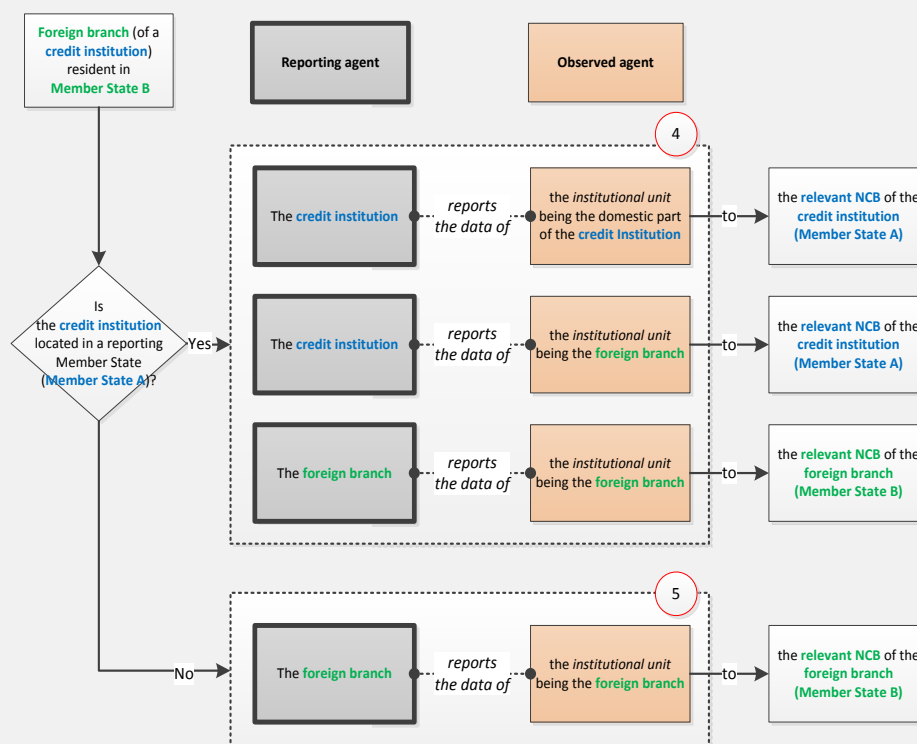 Foreign branch (of a
credit institution)
resident in
Member State B
Reporting agent
Observed agent
4
The credit institution
reports
the data of
the institutional unit
being the domestic part
of the credit Institution
to
the relevant NCB of the
credit institution
(Member State A)
Is
the credit institution
located in a reporting
Member State
(Member State A)?
Yes
The credit institution
reports
the data of
the institutional unit
being the foreign branch
to
the relevant NCB of the
credit institution
(Member State A)
The foreign branch
reports
the data of
the institutional unit
being the foreign branch
to
the relevant NCB of the
foreign branch
(Member State B)
5
No
The foreign branch
reports
the data of
the institutional unit
being the foreign branch
to
the relevant NCB of the
foreign branch
(Member State B)